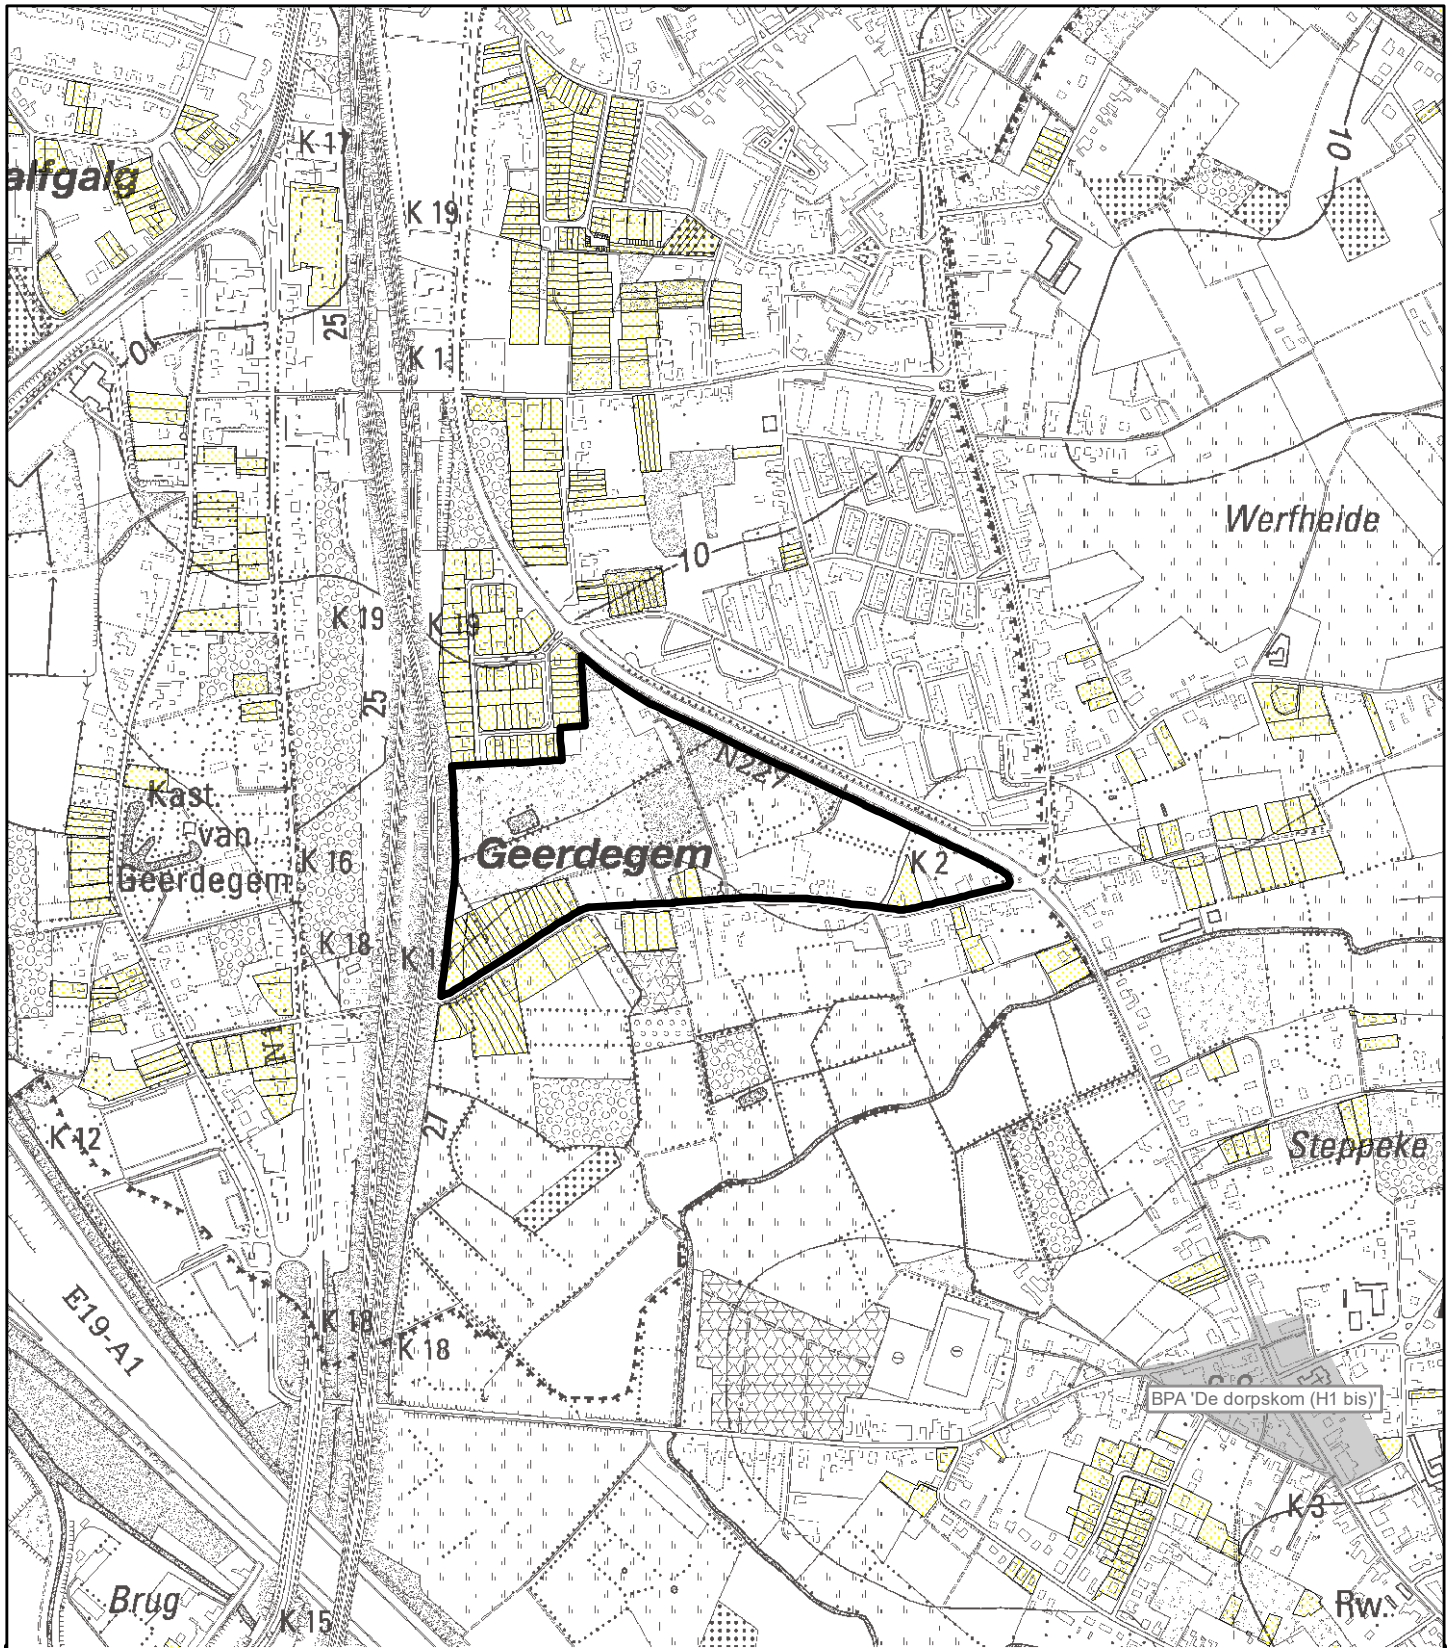 K 17
alfgalg
K 19
10
25
10
K 1
Werfheide
10
K 19
K 19
25
N227
Kast.
van
Geerdegem
K 16
Geerdegem
K 2
K 18
K 1
27
K 12
Steppeke
E19-A1
K 18
K 18
BPA 'De dorpskom (H1 bis)'
K 3
Brug
K 15
Rw.